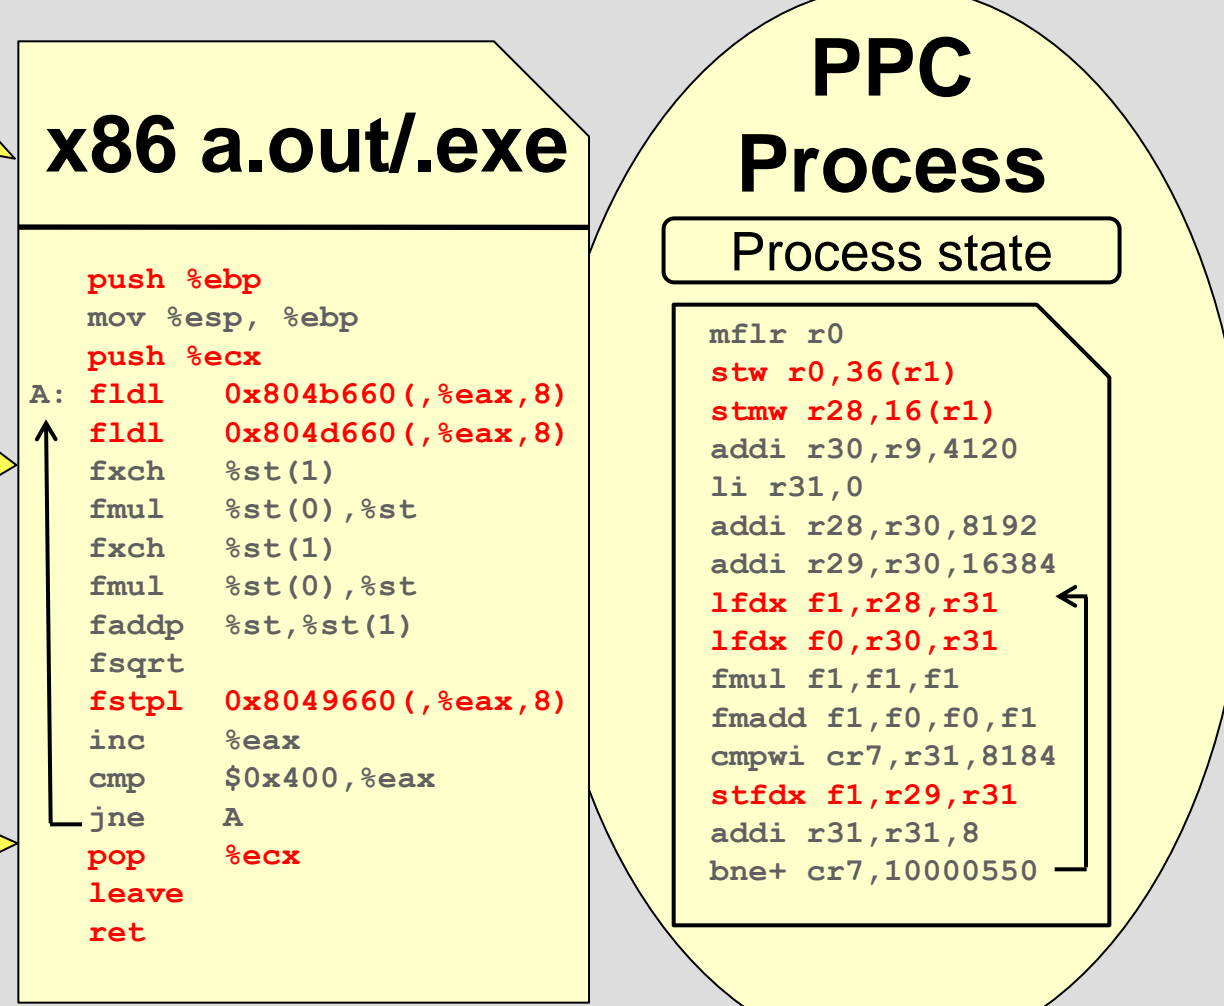 x86 a.out/.exe
push %ebp
mov %esp, %ebp
push %ecx
A: fldl 0x804b660(,%eax,8)
fldl 0x804d660(,%eax,8)
fxch %st(1)
fmul %st(0),%st
fxch %st(1)
fmul %st(0),%st
faddp %st,%st(1)
fsqrt
fstpl 0x8049660(,%eax,8)
inc %eax
cmp $0x400,%eax
jne A
pop %ecx
leave
ret
PPC
Process
Process state
mflr r0
stw r0,36(r1)
stmw r28,16(r1)
addi r30,r9,4120
li r31,0
addi r28,r30,8192
addi r29,r30,16384
lfdx f1,r28,r31
lfdx f0,r30,r31
fmul f1,f1,f1
fmadd f1,f0,f0,f1
cmpwi cr7,r31,8184
stfdx f1,r29,r31
addi r31,r31,8
bne+ cr7,10000550